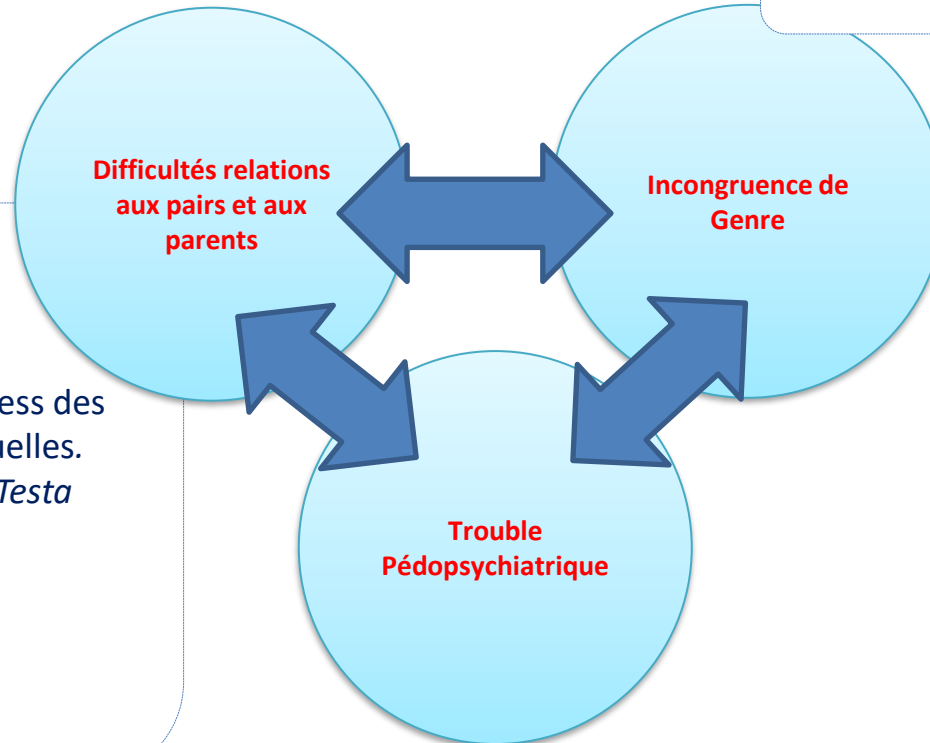 Difficultés relations
aux pairs et aux
parents
Incongruence de
Genre
ess des
uelles.
Testa
Trouble
Pédopsychiatrique